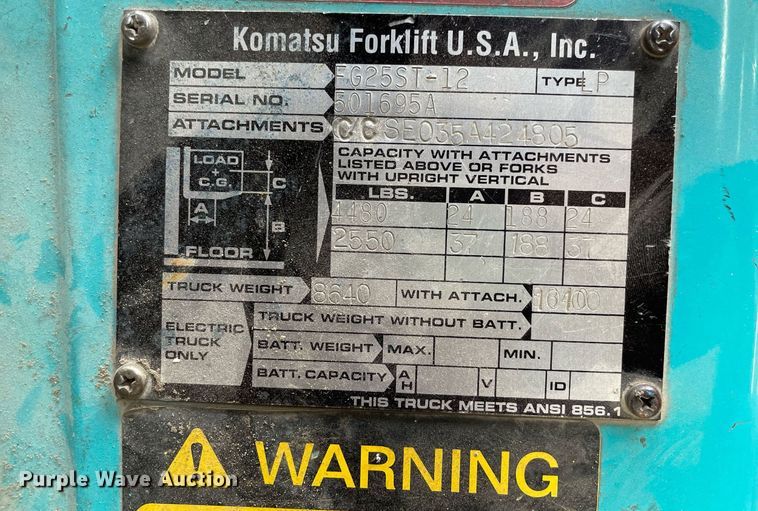 Komatsu Forklift U.S.A., Inc.
MODEL FG25ST-12 TYPE LP
SERIAL NO. 501695A
ATTACHMENTS C/C SE035A424805
CAPACITY WITH ATTACHMENTS
LISTED ABOVE OR FORKS
WITH UPRIGHT VERTICAL
LOAD
+
C.G.
C
A
B
FLOOR
LBS. A B C
4480 24 188 24
2550 37 188 37
TRUCK WEIGHT 8640 WITH ATTACH. 10400
ELECTRIC
TRUCK
ONLY
TRUCK WEIGHT WITHOUT BATT.
BATT. WEIGHT MAX. MIN.
BATT. CAPACITY AH V ID
THIS TRUCK MEETS ANSI B56.1
WARNING
Purple Wave Auction